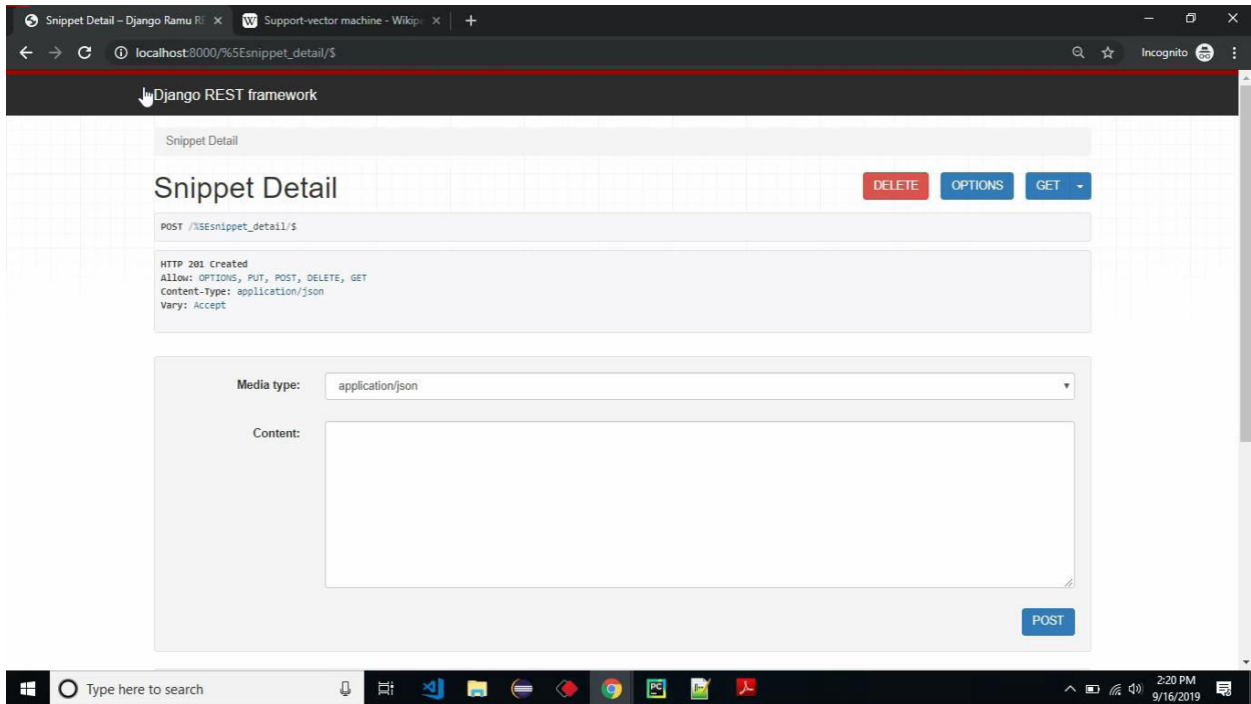 Snippet Detail – Django Ramu RE
Support-vector machine - Wikipe
localhost:8000/%5Esnippet_detail/$
Incognito
Django REST framework
Snippet Detail
Snippet Detail
DELETE
OPTIONS
GET
POST /%5Esnippet_detail/$
HTTP 201 Created
Allow: OPTIONS, PUT, POST, DELETE, GET
Content-Type: application/json
Vary: Accept
Media type:
application/json
Content:
POST
Type here to search
2:20 PM
9/16/2019